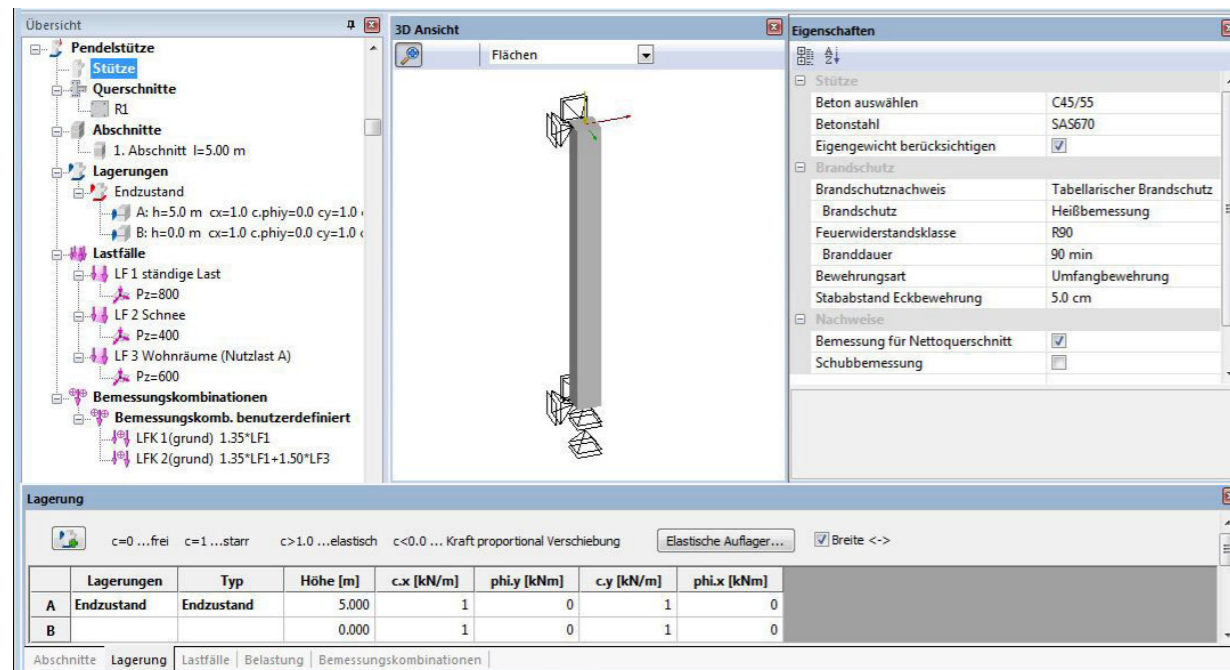 Übersicht
Pendelstütze
Stütze
Querschnitte
R1
Abschnitte
1. Abschnitt l=5.00 m
Lagerungen
Endzustand
A: h=5.0 m cx=1.0 c.phiy=0.0 cy=1.0
B: h=0.0 m cx=1.0 c.phiy=0.0 cy=1.0
Lastfälle
LF 1 ständige Last
Pz=800
LF 2 Schnee
Pz=400
LF 3 Wohnräume (Nutzlast A)
Pz=600
Bemessungskombinationen
Bemessungskomb. benutzerdefiniert
LFK 1(grund) 1.35*LF1
LFK 2(grund) 1.35*LF1+1.50*LF3
3D Ansicht
Flächen
Eigenschaften
Stütze
Beton auswählen C45/55
Betonstahl SAS670
Eigengewicht berücksichtigen
Brandschutz
Brandschutznachweis Tabellarischer Brandschutz
Brandschutz Heißbemessung
Feuerwiderstandsklasse R90
Branddauer 90 min
Bewehrungsart Umfangbewehrung
Stababstand Eckbewehrung 5.0 cm
Nachweise
Bemessung für Nettoquerschnitt
Schubbemessung
Lagerung
c=0 ...frei c=1 ...starr c>1.0 ...elastisch c<0.0 ... Kraft proportional Verschiebung Elastische Auflager... Breite <->
Lagerungen Typ Höhe [m] c.x [kN/m] phi.y [kNm] c.y [kN/m] phi.x [kNm]
A Endzustand Endzustand 5.000 1 0 1 0
B 0.000 1 0 1 0
Abschnitte Lagerung Lastfälle Belastung Bemessungskombinationen